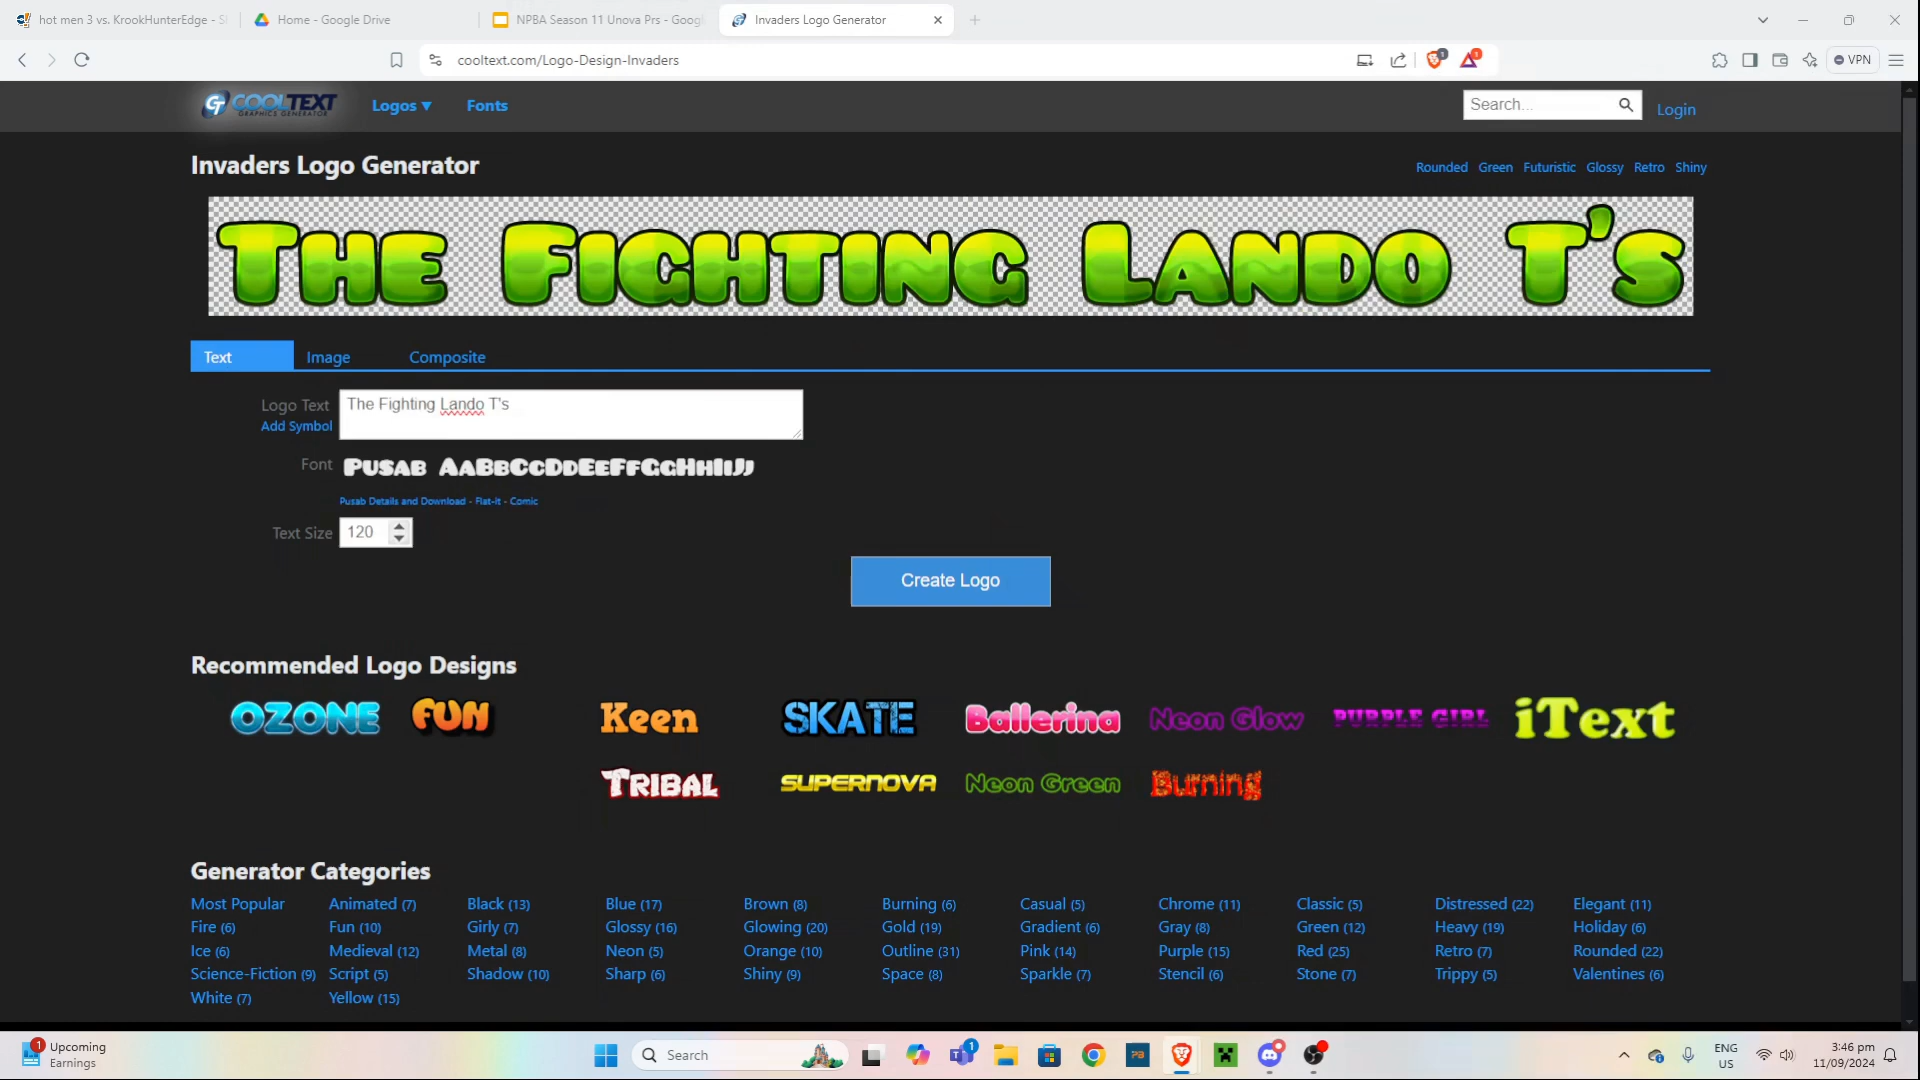 hot men 3 vs. KrookHunterEdge - S
Home - Google Drive
NPBA Season 11 Unova Prs - Googl
Invaders Logo Generator
cooltext.com/Logo-Design-Invaders
1
1
VPN
COOLTEXT
GRAPHICS GENERATOR
Logos ▼
Fonts
Search...
Login
Invaders Logo Generator
Rounded Green Futuristic Glossy Retro Shiny
The Fighting Lando T's
Text
Image
Composite
Logo Text
The Fighting Lando T's
Add Symbol
Font
Pusab AaBbCcDdEeFfGgHhIiJj
Pusab Details and Download - Flat-It - Comic
Text Size
120
Create Logo
Recommended Logo Designs
OZONE FUN Keen SKATE Ballerina Neon Glow PURPLE GIRL iText
TRIBAL SUPERNOVA Neon Green Burning
Generator Categories
Most Popular Animated (7) Black (13) Blue (17) Brown (8) Burning (6) Casual (5) Chrome (11) Classic (5) Distressed (22) Elegant (11)
Fire (6) Fun (10) Girly (7) Glossy (16) Glowing (20) Gold (19) Gradient (6) Gray (8) Green (12) Heavy (19) Holiday (6)
Ice (6) Medieval (12) Metal (8) Neon (5) Orange (10) Outline (31) Pink (14) Purple (15) Red (25) Retro (7) Rounded (22)
Science-Fiction (9) Script (5) Shadow (10) Sharp (6) Shiny (9) Space (8) Sparkle (7) Stencil (6) Stone (7) Trippy (5) Valentines (6)
White (7) Yellow (15)
1
Upcoming
Earnings
Search
1
PB
ENG
US
3:46 pm
11/09/2024